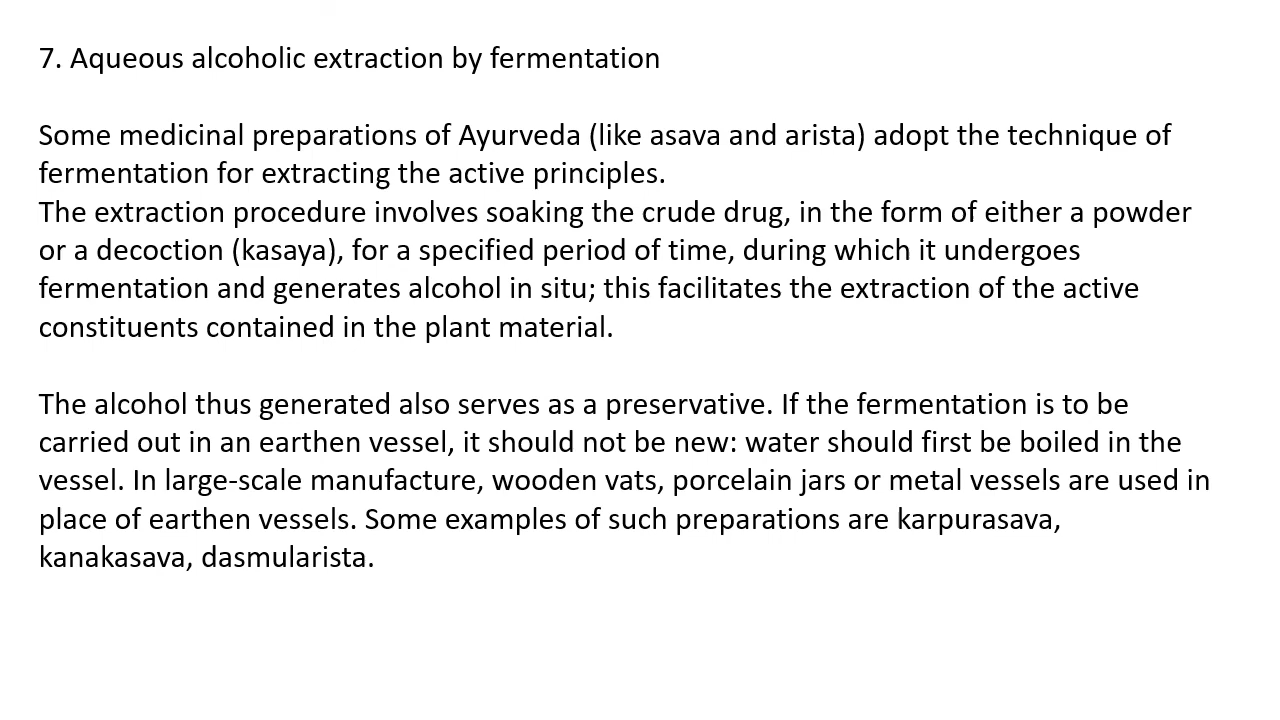 7. Aqueous alcoholic extraction by fermentation
Some medicinal preparations of Ayurveda (like asava and arista) adopt the technique of
fermentation for extracting the active principles.
The extraction procedure involves soaking the crude drug, in the form of either a powder
or a decoction (kasaya), for a specified period of time, during which it undergoes
fermentation and generates alcohol in situ; this facilitates the extraction of the active
constituents contained in the plant material.
The alcohol thus generated also serves as a preservative. If the fermentation is to be
carried out in an earthen vessel, it should not be new: water should first be boiled in the
vessel. In large-scale manufacture, wooden vats, porcelain jars or metal vessels are used in
place of earthen vessels. Some examples of such preparations are karpurasava,
kanakasava, dasmularista.